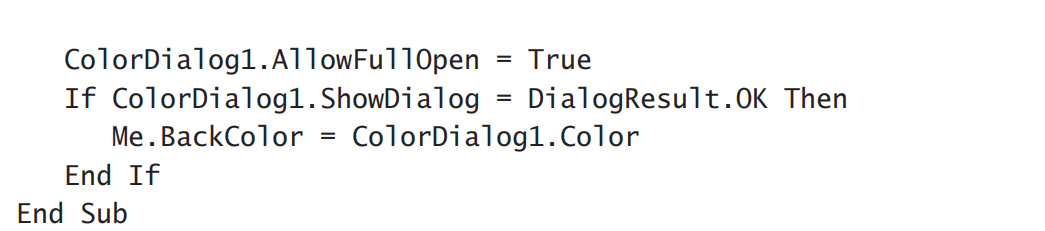 ColorDialog1.AllowFullOpen = True
If ColorDialog1.ShowDialog = DialogResult.OK Then
Me.BackColor = ColorDialog1.Color
End If
End Sub